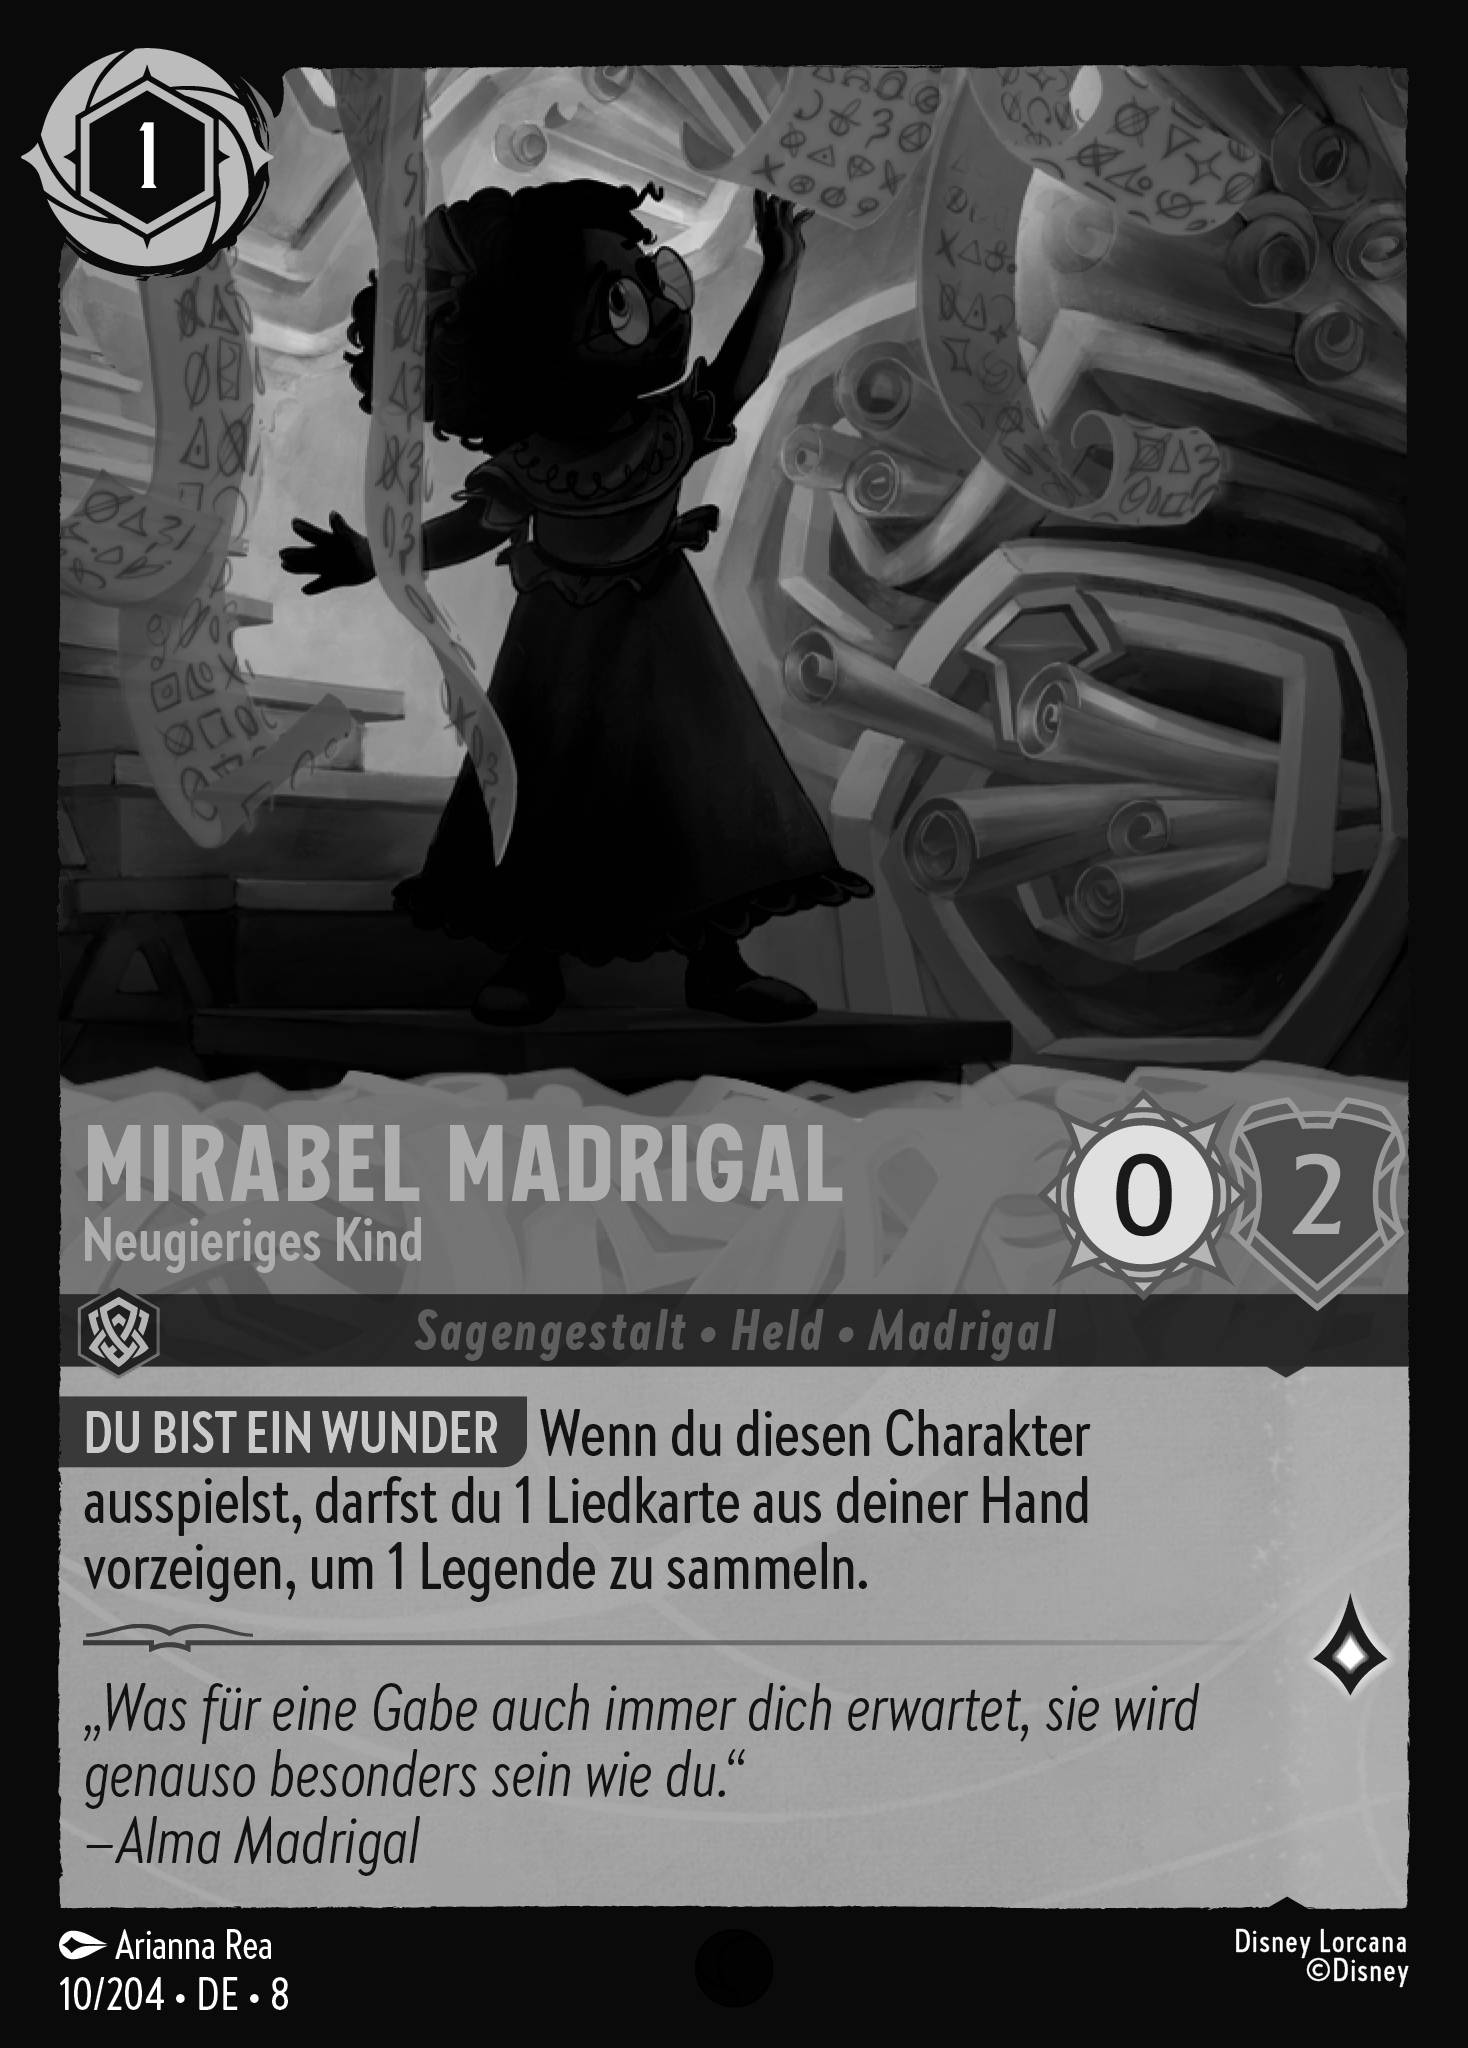 1
MIRABEL MADRIGAL
Neugieriges Kind
0
2
Sagengestalt • Held • Madrigal
DU BIST EIN WUNDER Wenn du diesen Charakter
ausspielst, darfst du 1 Liedkarte aus deiner Hand
vorzeigen, um 1 Legende zu sammeln.
„Was für eine Gabe auch immer dich erwartet, sie wird
genauso besonders sein wie du.“
–Alma Madrigal
Arianna Rea
10/204 • DE • 8
Disney Lorcana
©Disney